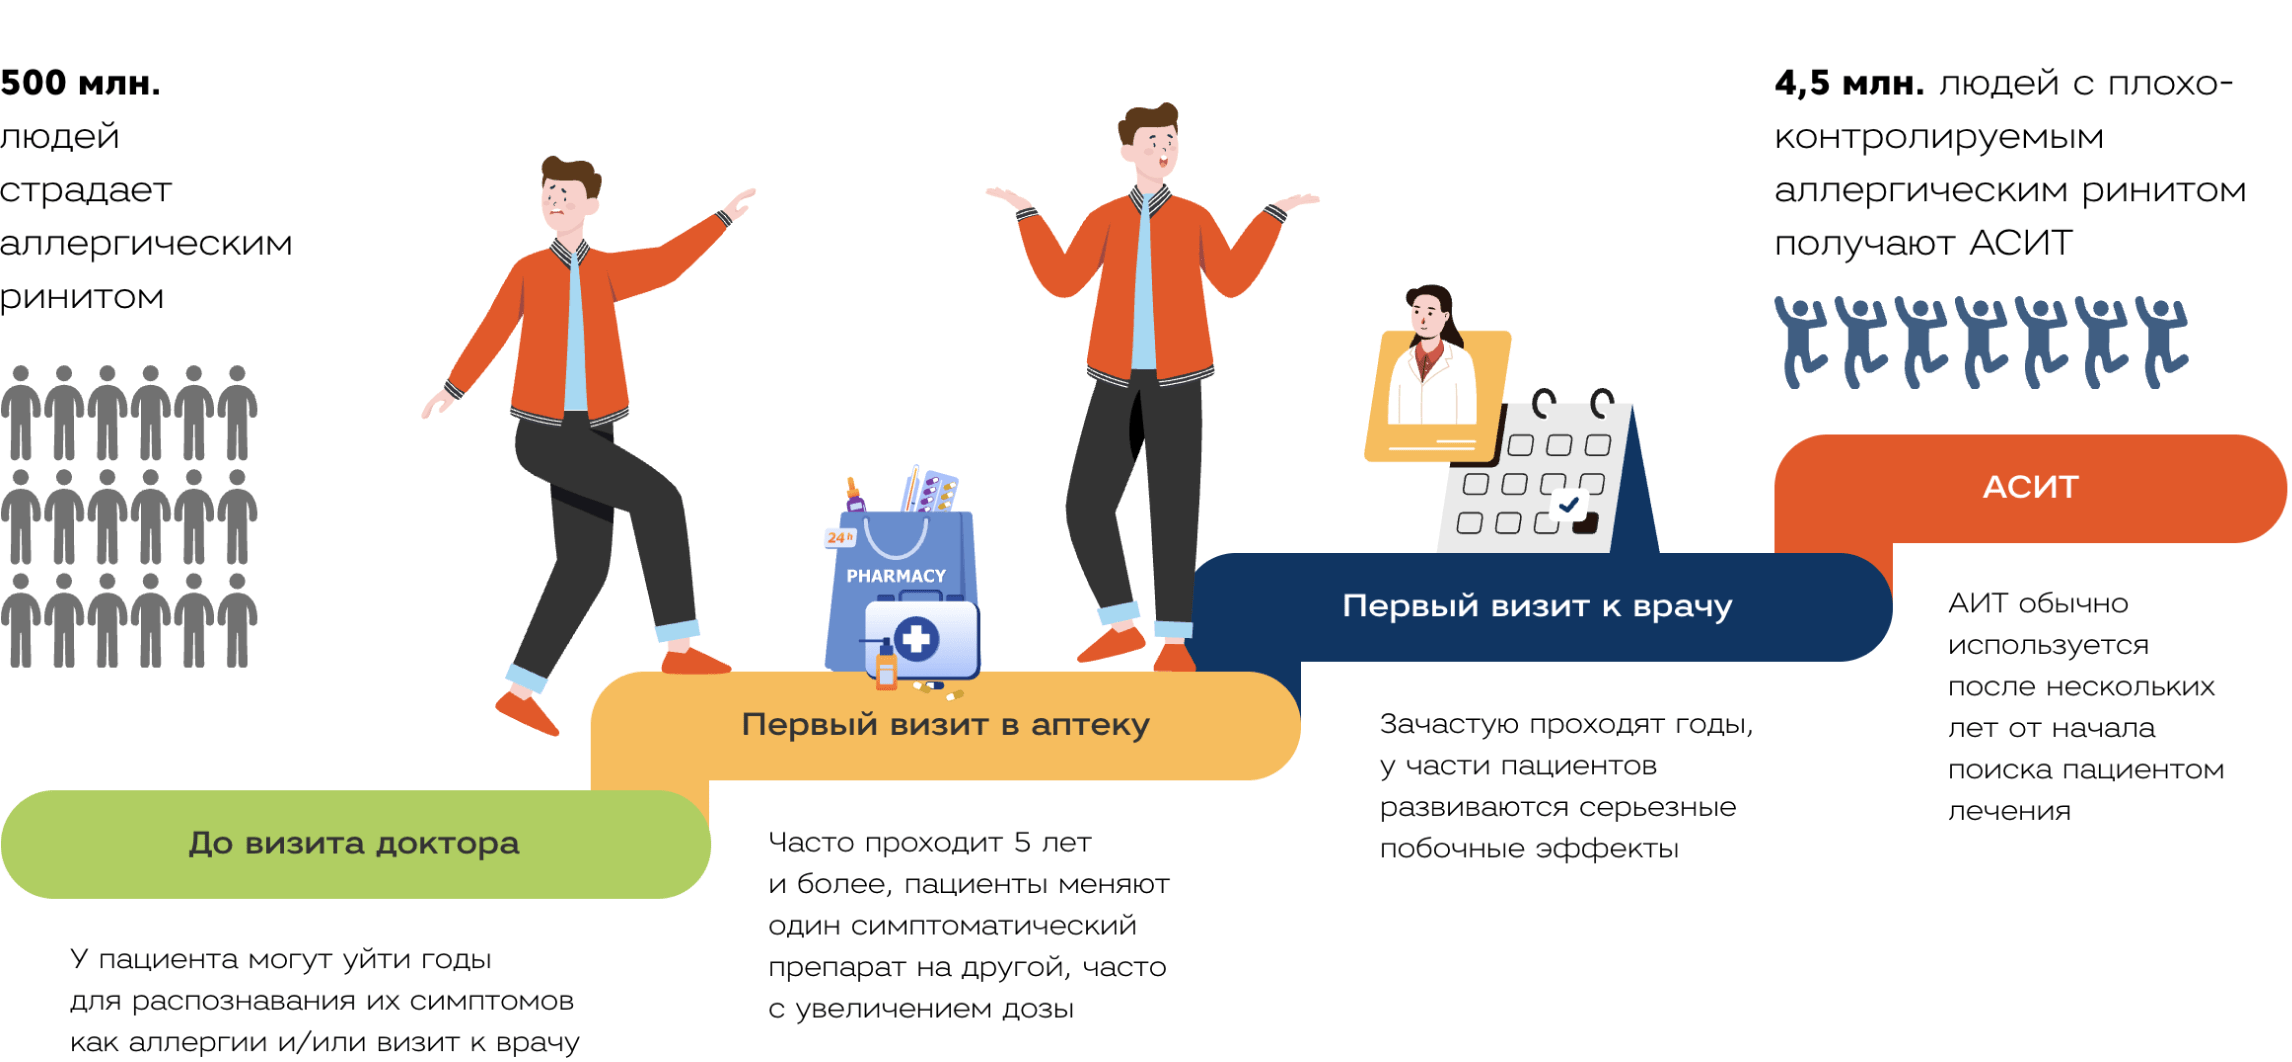 500 млн.
людей
страдает
аллергическим
ринитом
До визита доктора
У пациента могут уйти годы
для распознавания их симптомов
как аллергии и/или визит к врачу
24 h
PHARMACY
Первый визит в аптеку
Часто проходит 5 лет
и более, пациенты меняют
один симптоматический
препарат на другой, часто
с увеличением дозы
Первый визит к врачу
Зачастую проходят годы,
у части пациентов
развиваются серьезные
побочные эффекты
4,5 млн. людей с плохо-
контролируемым
аллергическим ринитом
получают АСИТ
АСИТ
АИТ обычно
используется
после нескольких
лет от начала
поиска пациентом
лечения